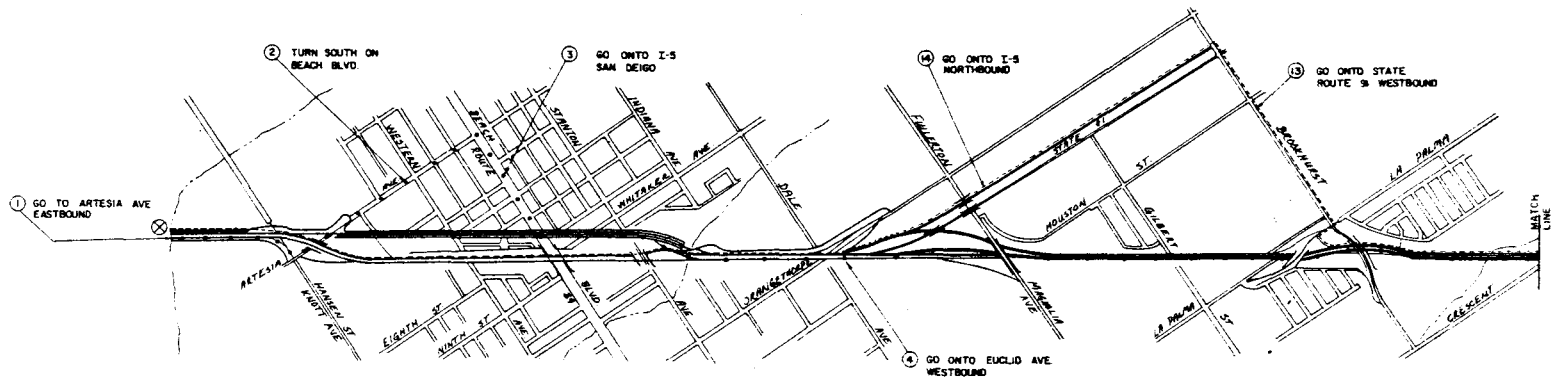 ② TURN SOUTH ON
BEACH BLVD.
③ GO ONTO I-5
SAN DEIGO
⑭ GO ONTO I-5
NORTHBOUND
⑬ GO ONTO STATE
ROUTE 91 WESTBOUND
① GO TO ARTESIA AVE
EASTBOUND
WESTERN
AVE
BEACH
ROUTE
STANTON
INDIANA
AVE
AVE
WHITAKER
DALE
FULLERTON
STATE 91
BROOKHURST
LA PALMA
HOUSTON ST.
GILBERT
MATCH
LINE
ARTESIA
HANSEN ST
KNOTT AVE
EIGHTH ST
NINTH ST
AVE
39
BLVD
AVE
ORANGETHORPE
AVE
MAGNOLIA
AVE
LA PALMA
ST
CRESCENT
④ GO ONTO EUCLID AVE.
WESTBOUND